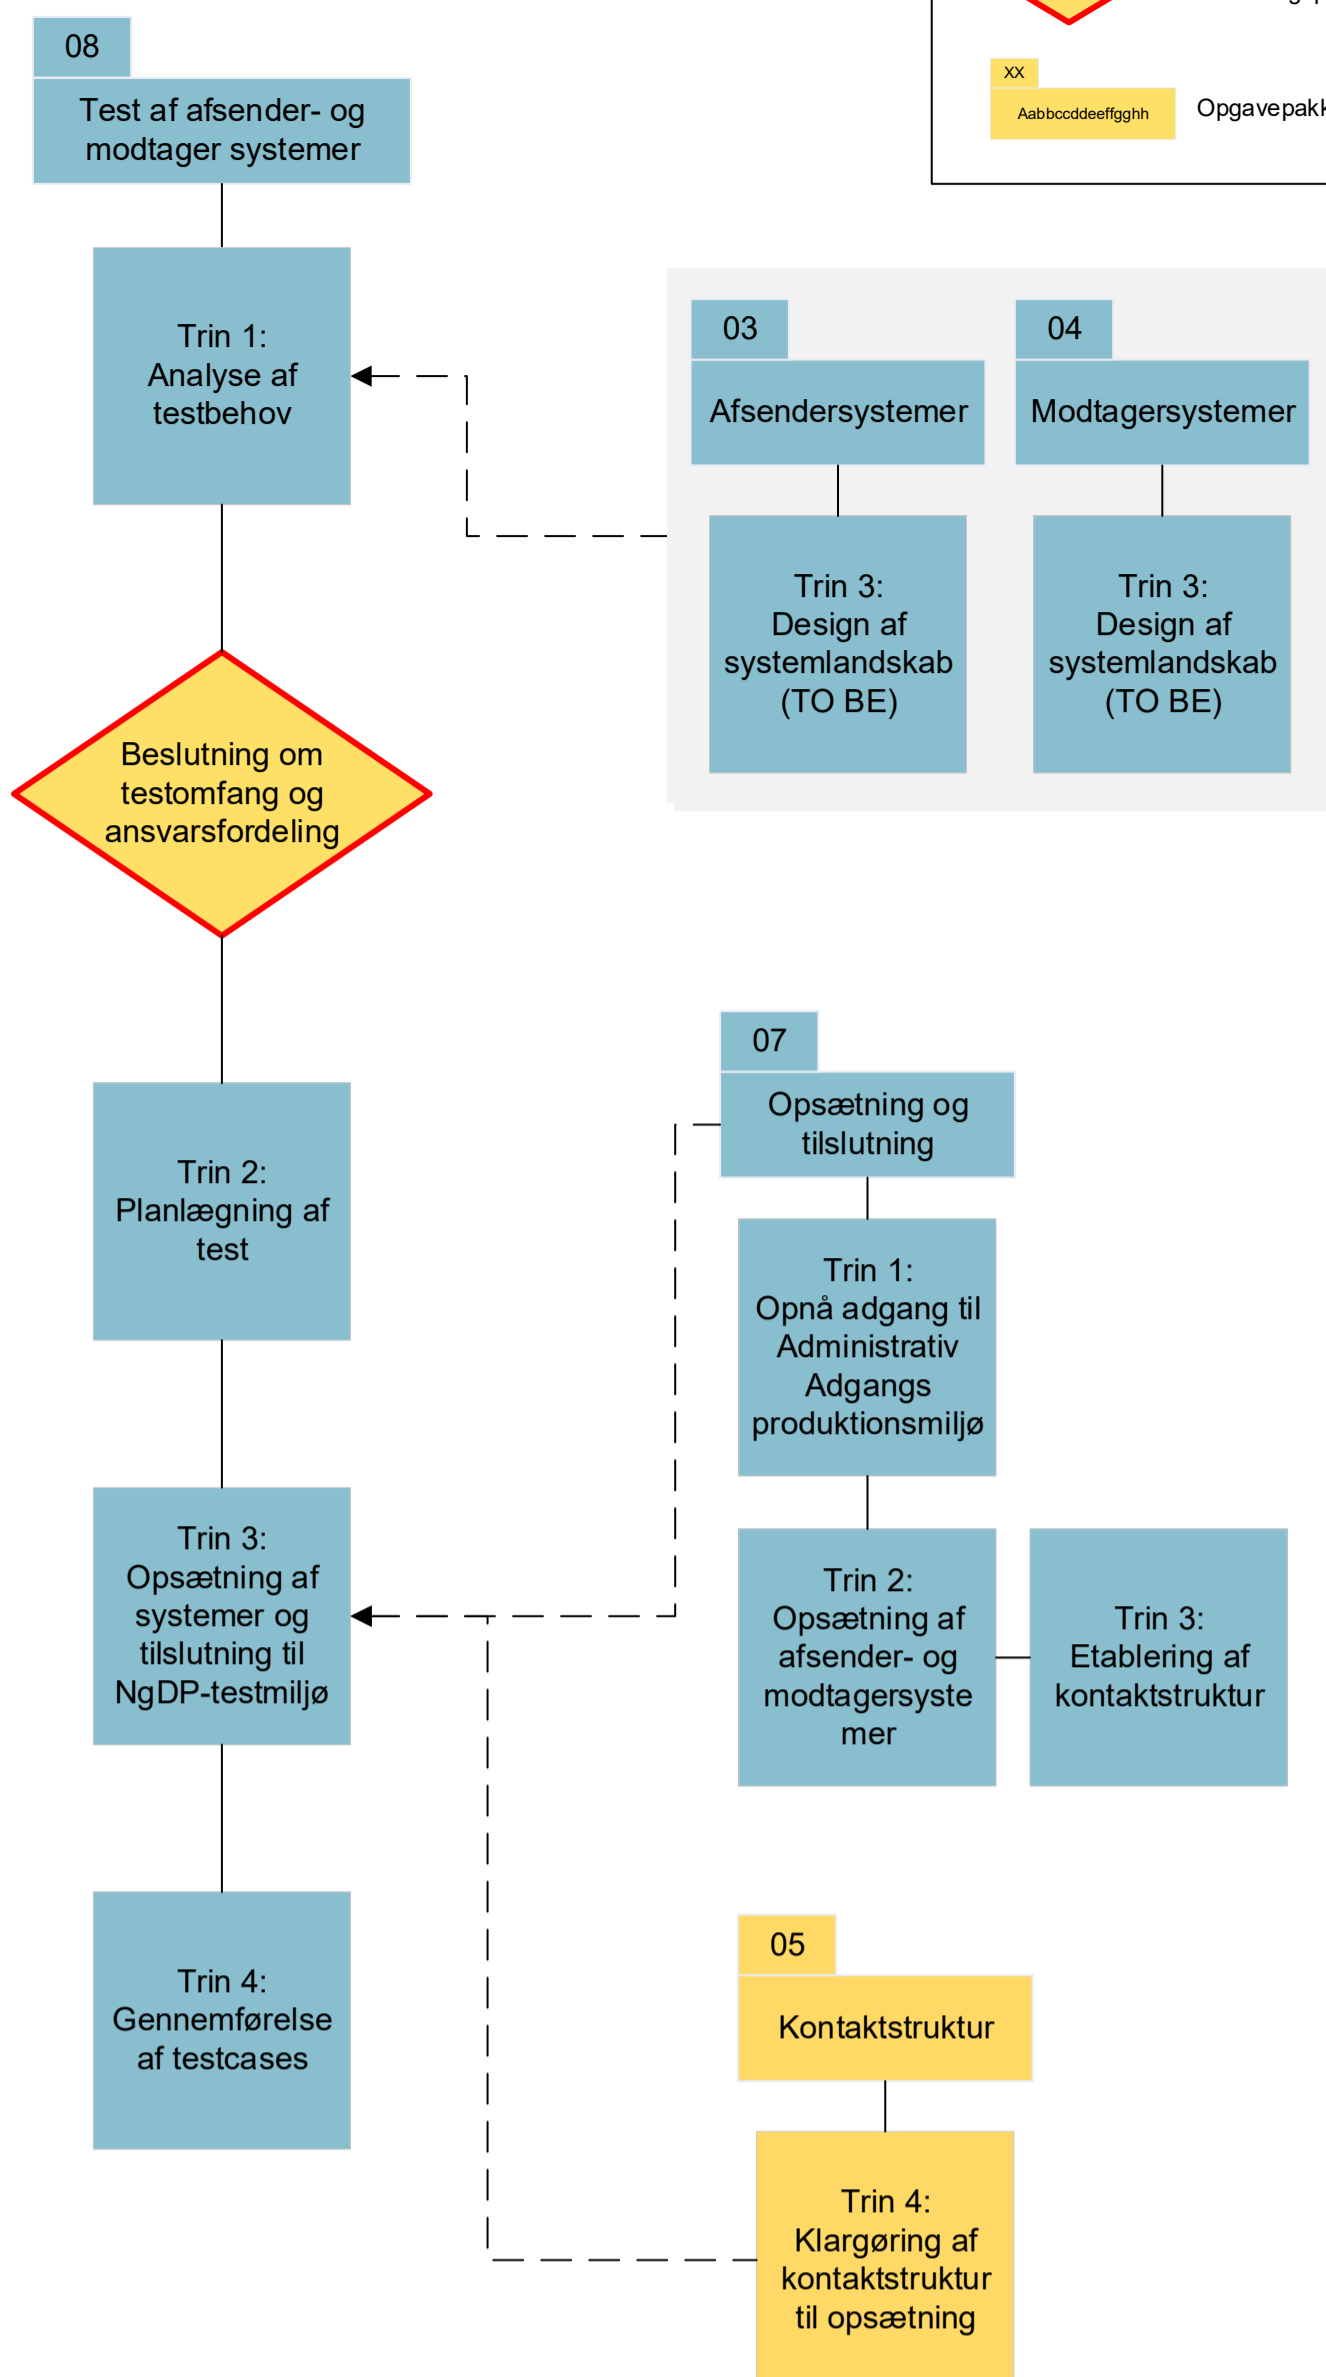 08
Test af afsender- og
modtager systemer
Trin 1:
Analyse af
testbehov
Beslutning om
testomfang og
ansvarsfordeling
Trin 2:
Planlægning af
test
Trin 3:
Opsætning af
systemer og
tilslutning til
NgDP-testmiljø
Trin 4:
Gennemførelse
af testcases
XX
Aabbccddeeffgghh
03
Afsendersystemer
Trin 3:
Design af
systemlandskab
(TO BE)
04
Modtagersystemer
Trin 3:
Design af
systemlandskab
(TO BE)
07
Opsætning og
tilslutning
Trin 1:
Opnå adgang til
Administrativ
Adgangs
produktionsmiljø
Trin 2:
Opsætning af
afsender- og
modtagersyste
mer
Trin 3:
Etablering af
kontaktstruktur
05
Kontaktstruktur
Trin 4:
Klargøring af
kontaktstruktur
til opsætning